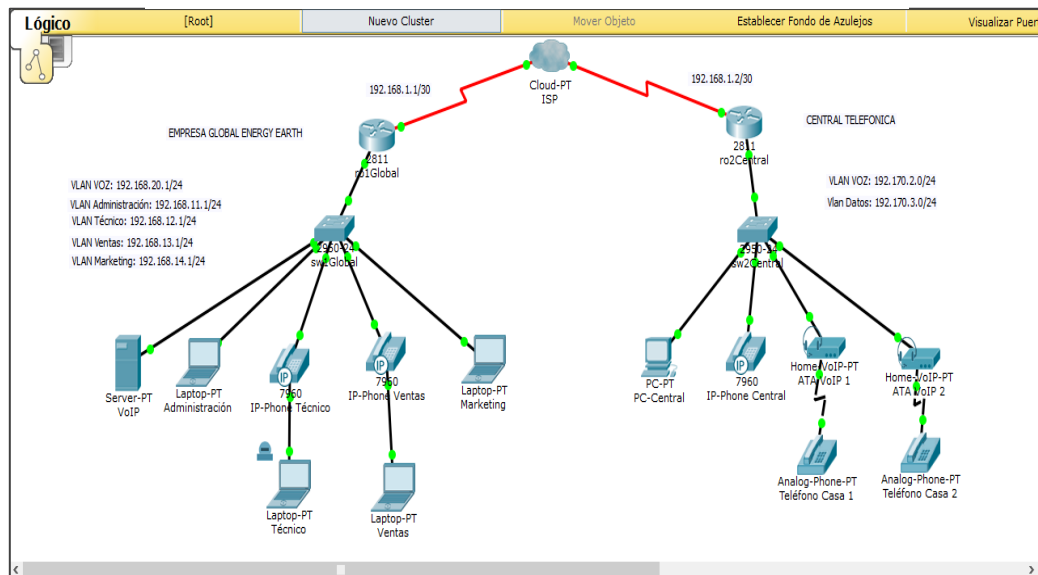 Lógico
[Root]
Nuevo Cluster
Mover Objeto
Establecer Fondo de Azulejos
Visualizar Puer
Cloud-PT
ISP
192.168.1.1/30
192.168.1.2/30
EMPRESA GLOBAL ENERGY EARTH
CENTRAL TELEFONICA
2811
ro1Global
2811
ro2Central
VLAN VOZ: 192.168.20.1/24
VLAN Administración: 192.168.11.1/24
VLAN Técnico: 192.168.12.1/24
VLAN Ventas: 192.168.13.1/24
VLAN Marketing: 192.168.14.1/24
VLAN VOZ: 192.170.2.0/24
Vlan Datos: 192.170.3.0/24
2950-24
sw1Global
2950-24
sw2Central
Server-PT
VoIP
Laptop-PT
Administración
IP
7960
IP-Phone Técnico
IP
7960
IP-Phone Ventas
Laptop-PT
Marketing
PC-PT
PC-Central
IP
7960
IP-Phone Central
Home-VoIP-PT
ATA VoIP 1
Home-VoIP-PT
ATA VoIP 2
Laptop-PT
Técnico
Laptop-PT
Ventas
Analog-Phone-PT
Teléfono Casa 1
Analog-Phone-PT
Teléfono Casa 2